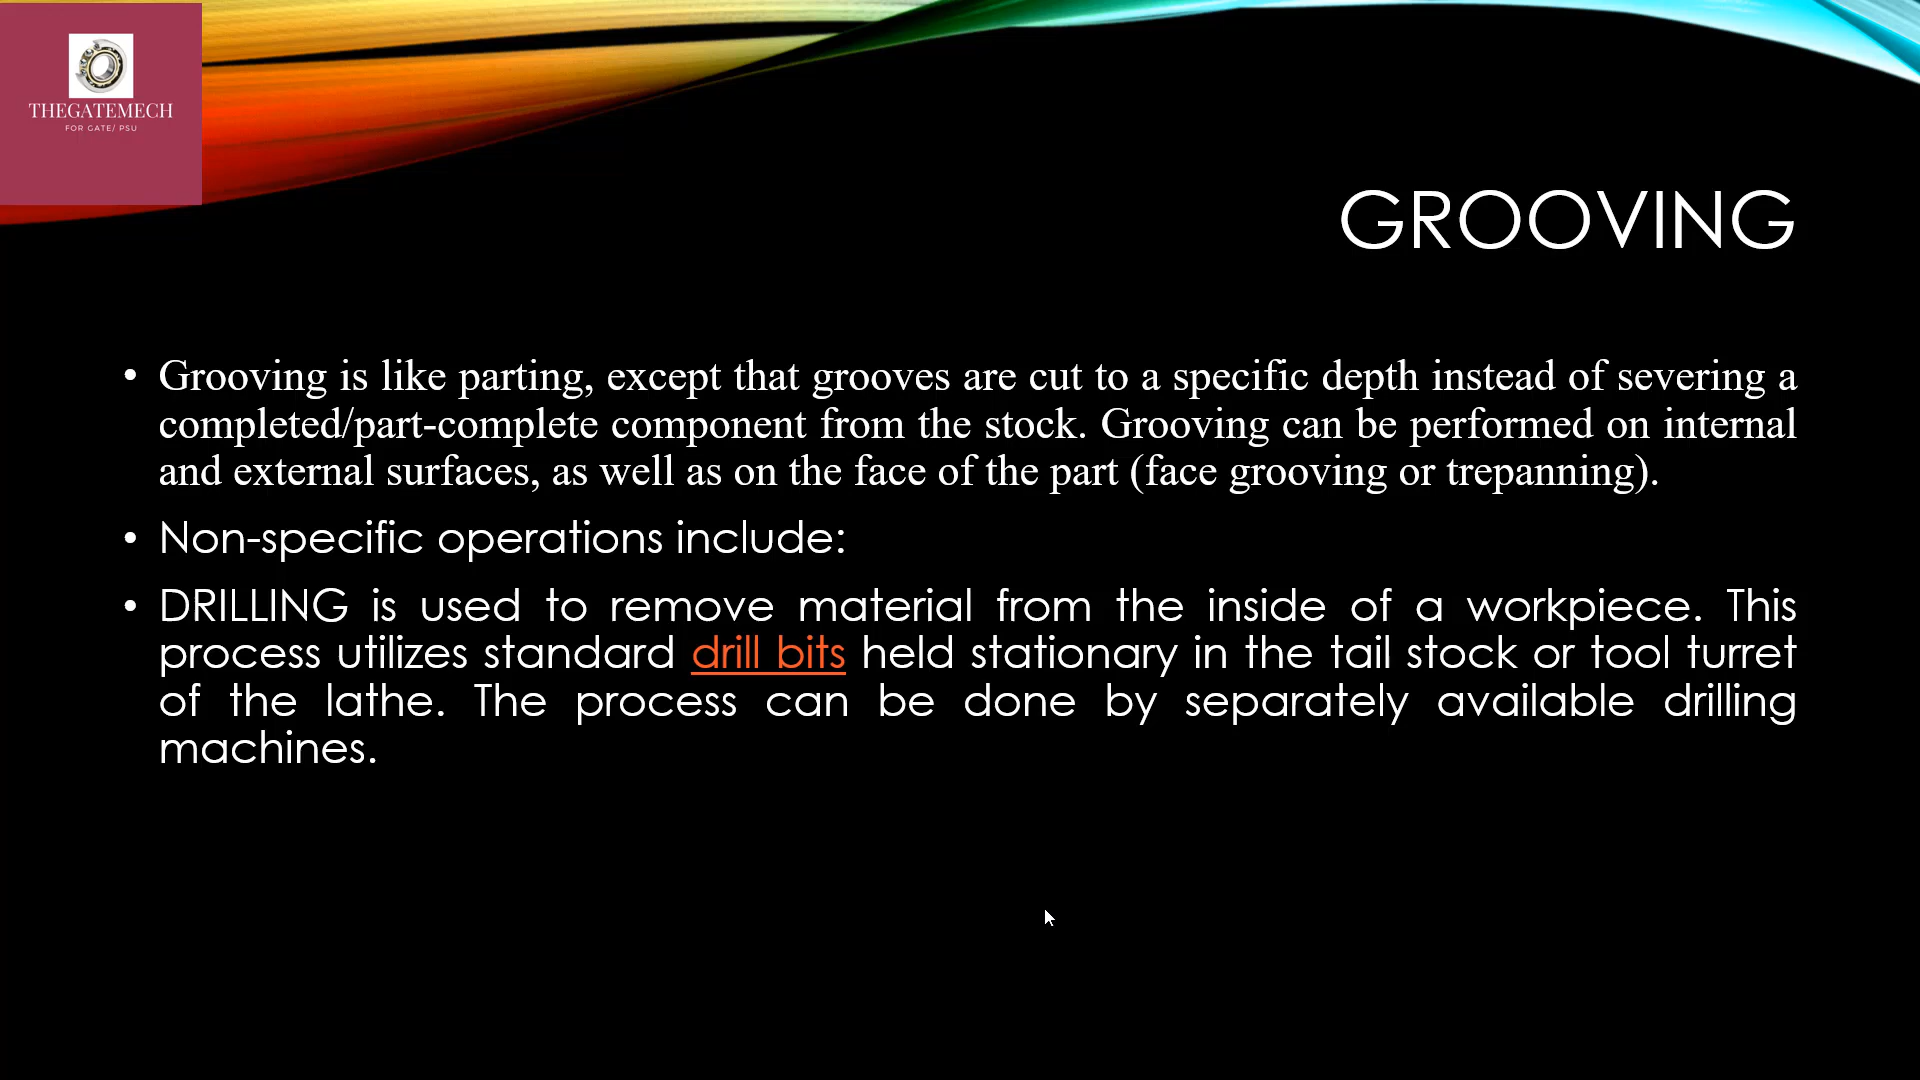 THEGATEMECH
FOR GATE/ PSU
GROOVING
• Grooving is like parting, except that grooves are cut to a specific depth instead of severing a
completed/part-complete component from the stock. Grooving can be performed on internal
and external surfaces, as well as on the face of the part (face grooving or trepanning).
• Non-specific operations include:
• DRILLING is used to remove material from the inside of a workpiece. This
process utilizes standard drill bits held stationary in the tail stock or tool turret
of the lathe. The process can be done by separately available drilling
machines.